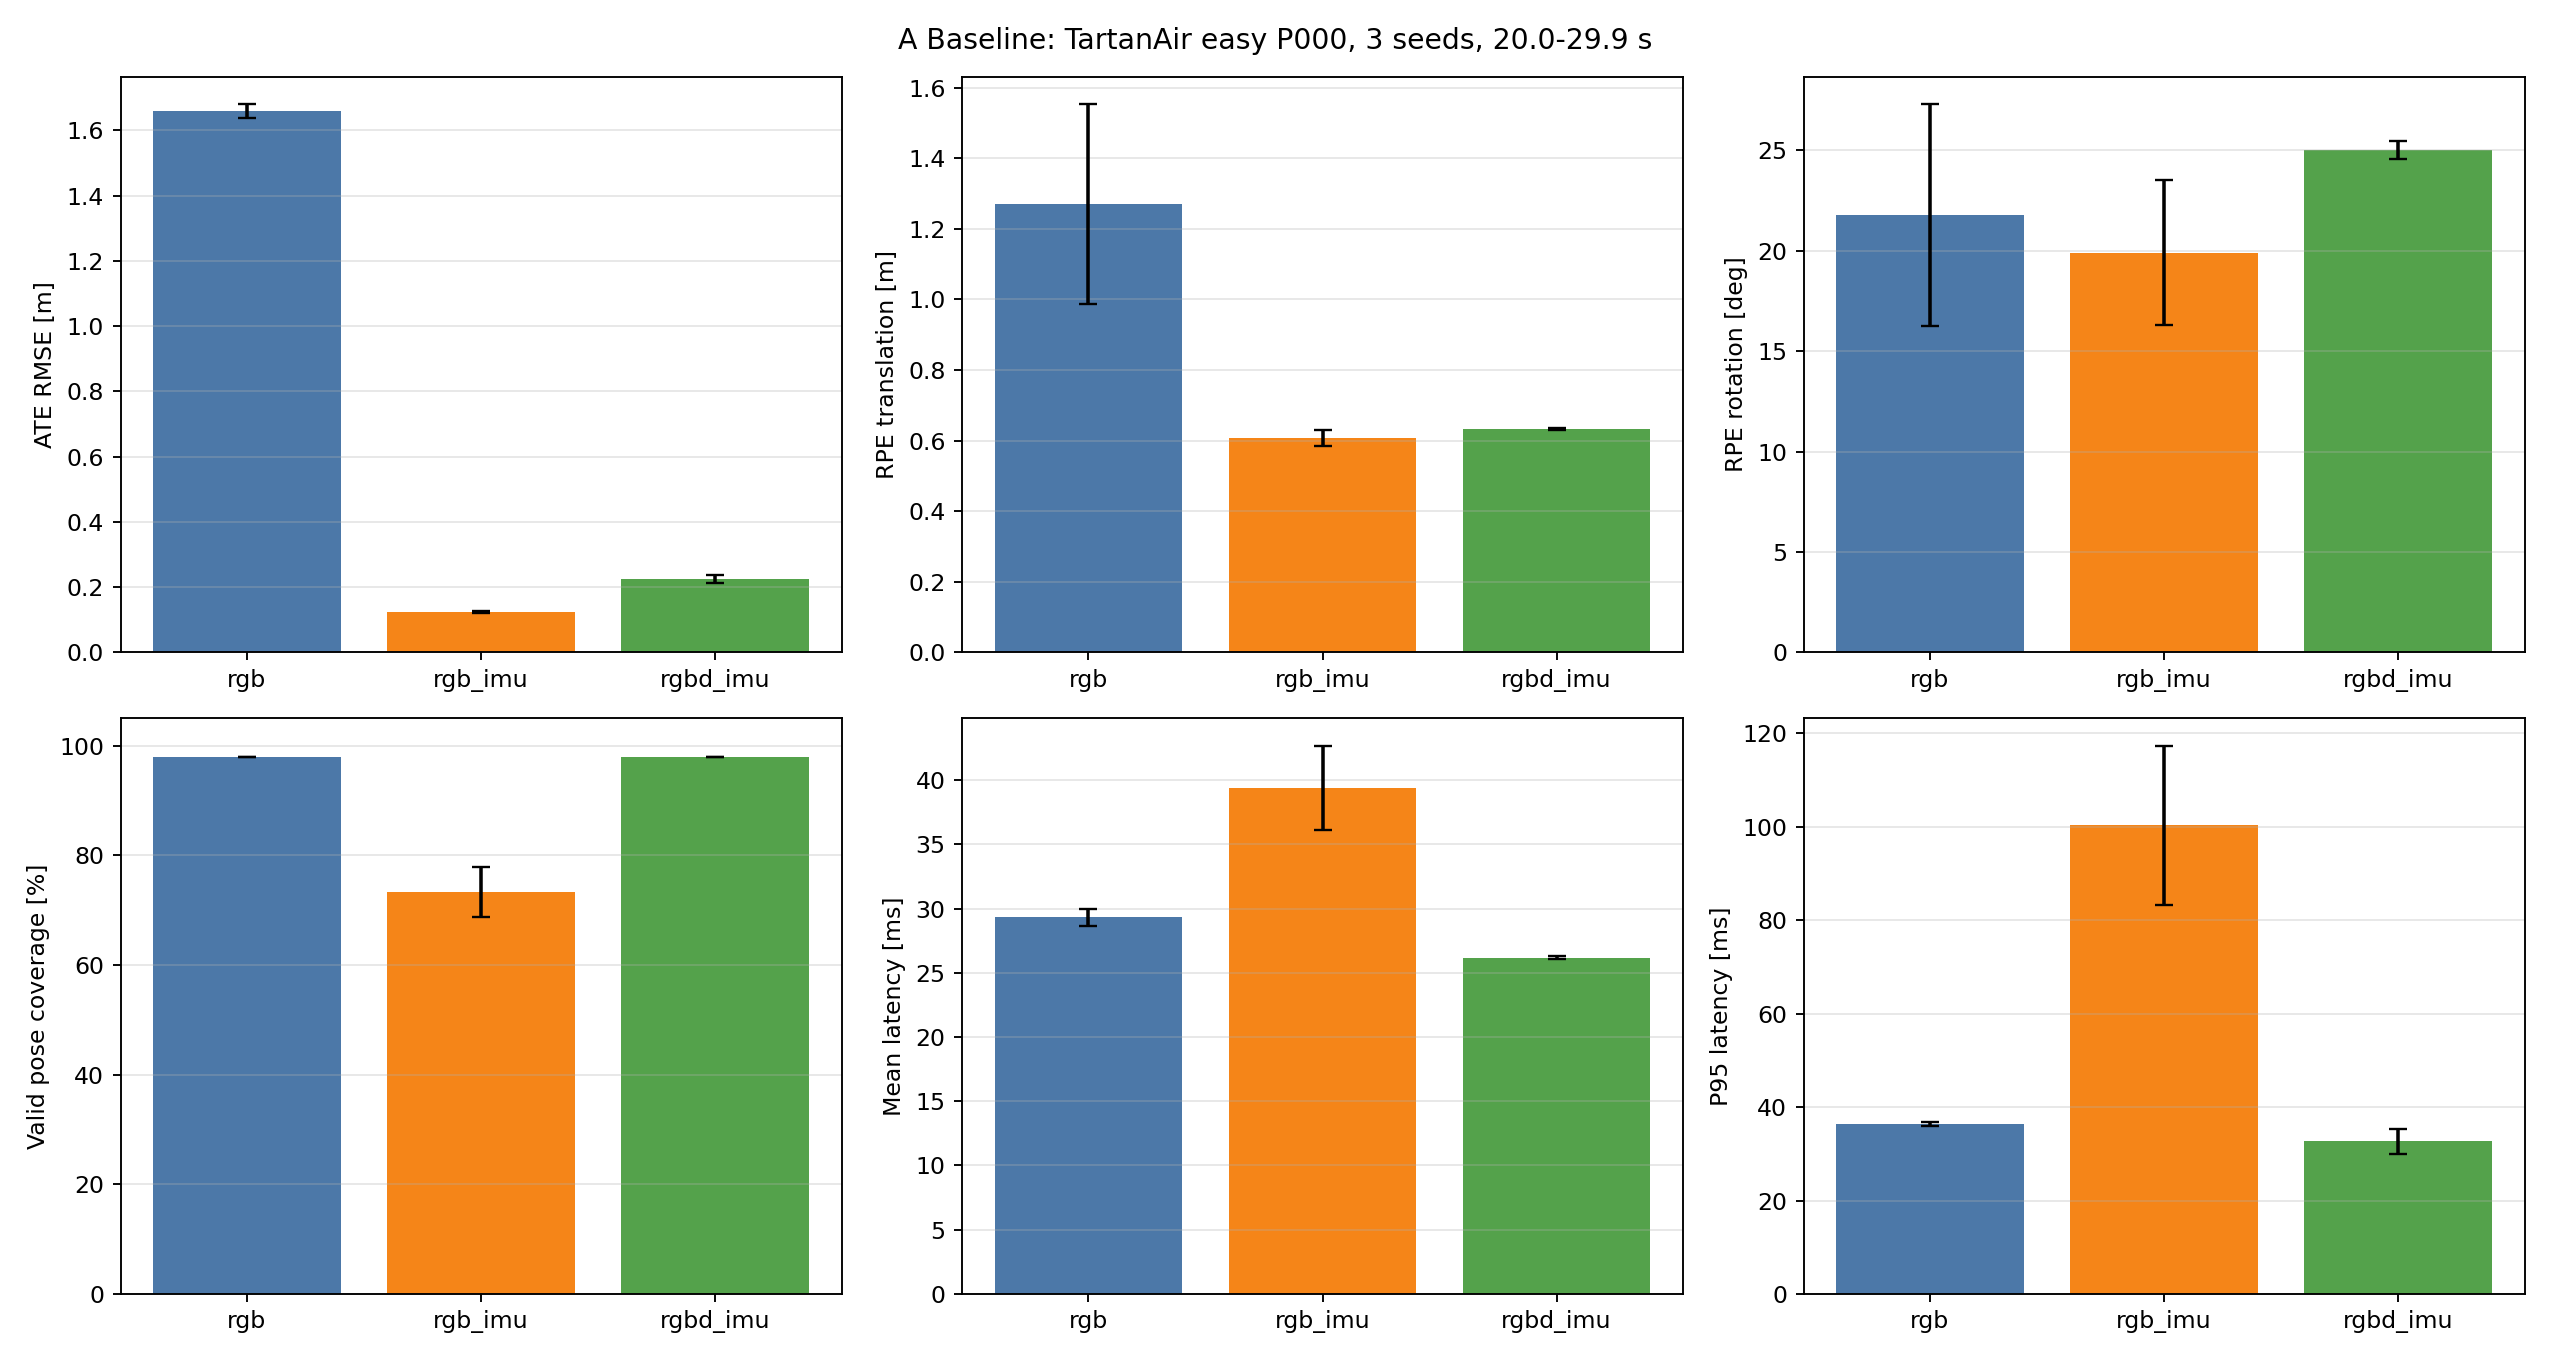 A Baseline: TartanAir easy P000, 3 seeds, 20.0-29.9 s
ATE RMSE [m]
1.6
1.4
1.2
1.0
0.8
0.6
0.4
0.2
0.0
rgb
rgb_imu
rgbd_imu
RPE translation [m]
1.6
1.4
1.2
1.0
0.8
0.6
0.4
0.2
0.0
rgb
rgb_imu
rgbd_imu
RPE rotation [deg]
25
20
15
10
5
0
rgb
rgb_imu
rgbd_imu
Valid pose coverage [%]
100
80
60
40
20
0
rgb
rgb_imu
rgbd_imu
Mean latency [ms]
40
35
30
25
20
15
10
5
0
rgb
rgb_imu
rgbd_imu
P95 latency [ms]
120
100
80
60
40
20
0
rgb
rgb_imu
rgbd_imu